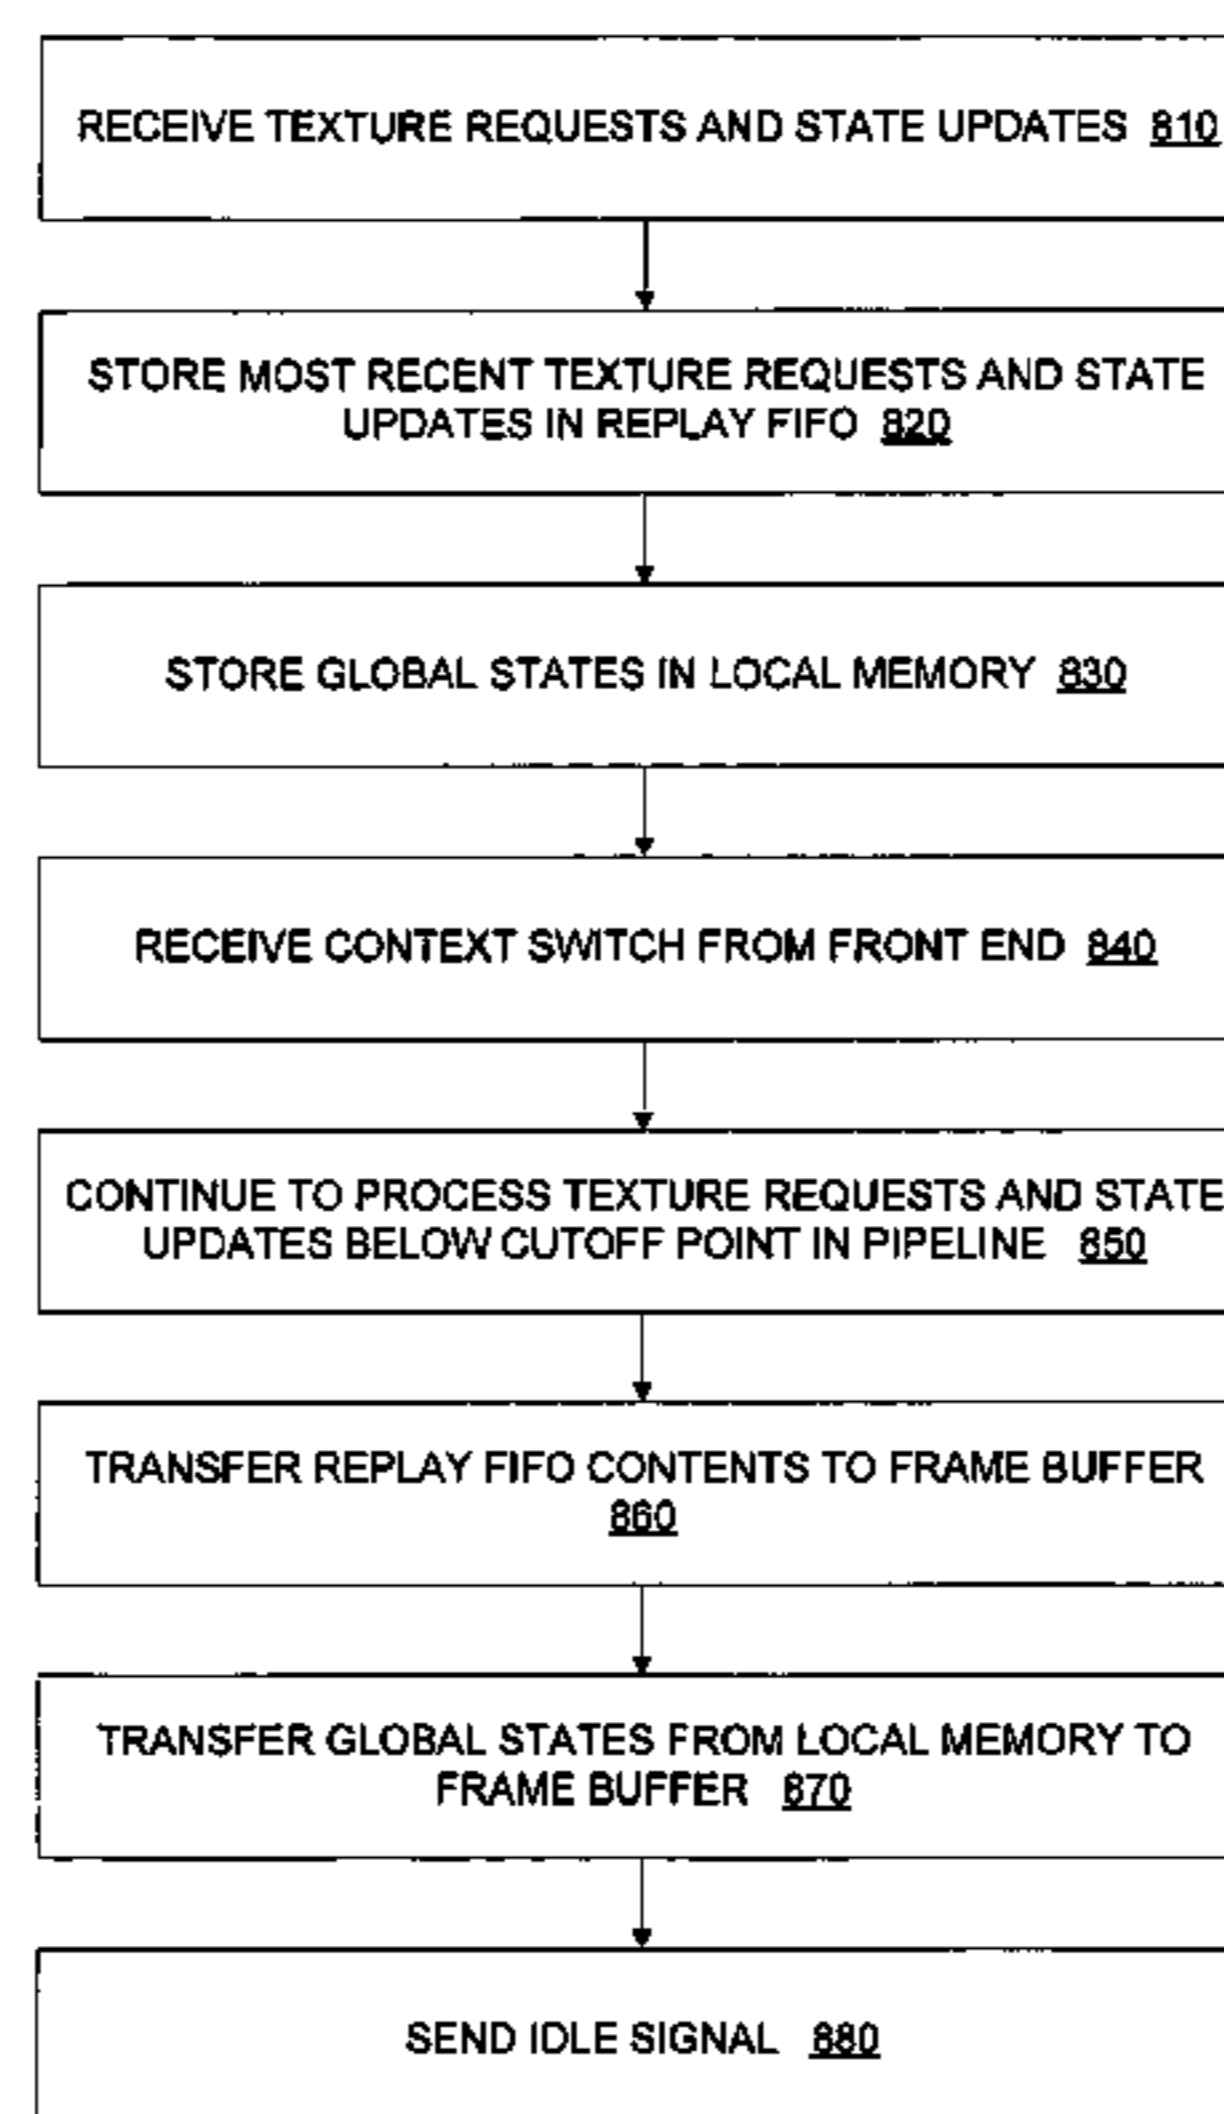 RECEIVE TEXTURE REQUESTS AND STATE UPDATES 810
STORE MOST RECENT TEXTURE REQUESTS AND STATE
UPDATES IN REPLAY FIFO 820
STORE GLOBAL STATES IN LOCAL MEMORY 830
RECEIVE CONTEXT SWITCH FROM FRONT END 840
CONTINUE TO PROCESS TEXTURE REQUESTS AND STATE
UPDATES BELOW CUTOFF POINT IN PIPELINE 850
TRANSFER REPLAY FIFO CONTENTS TO FRAME BUFFER
860
TRANSFER GLOBAL STATES FROM LOCAL MEMORY TO
FRAME BUFFER 870
SEND IDLE SIGNAL 880